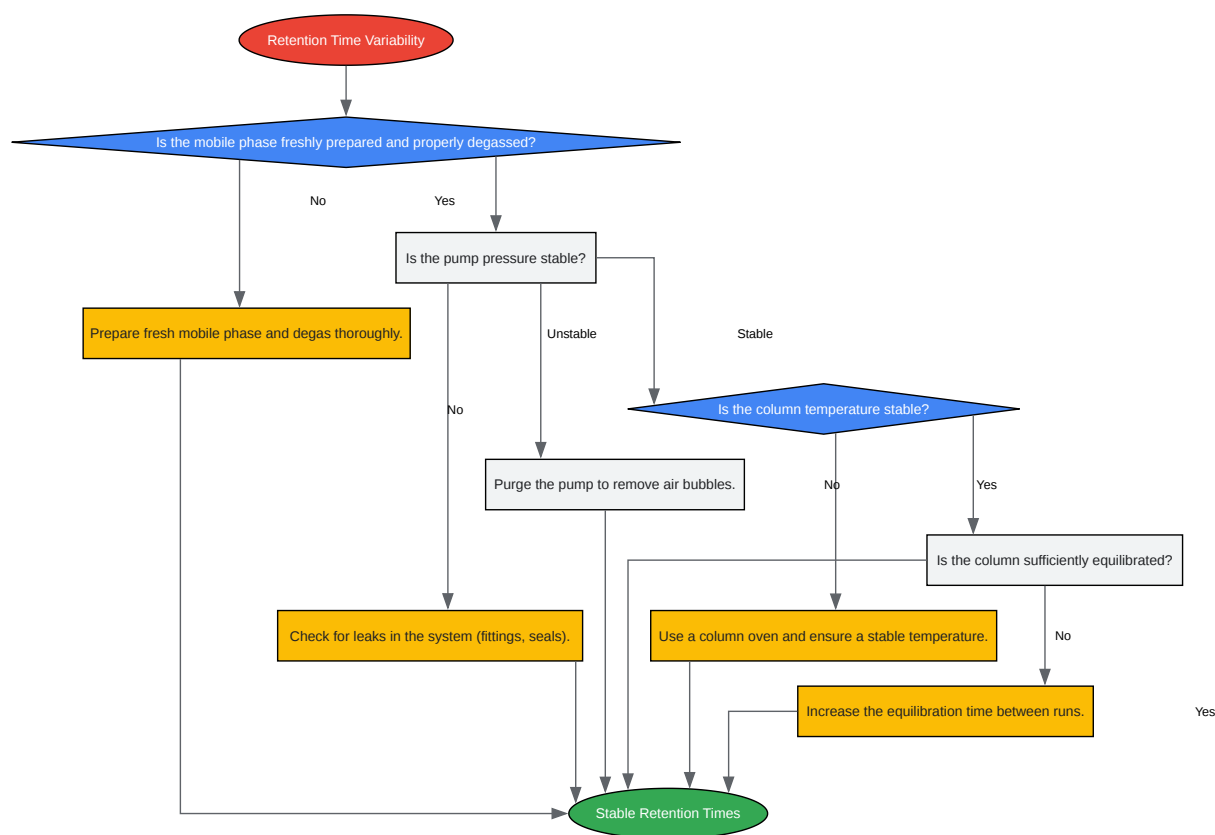 Retention Time Variability
Is the mobile phase freshly prepared and properly degassed?
No
Yes
Is the pump pressure stable?
Prepare fresh mobile phase and degas thoroughly.
Unstable
Stable
No
Is the column temperature stable?
Purge the pump to remove air bubbles.
No
Yes
Is the column sufficiently equilibrated?
Check for leaks in the system (fittings, seals).
Use a column oven and ensure a stable temperature.
No
Increase the equilibration time between runs.
Yes
Stable Retention Times